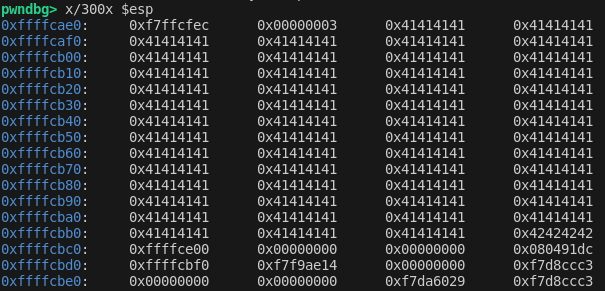 pwndbg> x/300x $esp
0xffffcae0: 0xf7ffcfec 0x00000003 0x41414141 0x41414141
0xffffcaf0: 0x41414141 0x41414141 0x41414141 0x41414141
0xffffcb00: 0x41414141 0x41414141 0x41414141 0x41414141
0xffffcb10: 0x41414141 0x41414141 0x41414141 0x41414141
0xffffcb20: 0x41414141 0x41414141 0x41414141 0x41414141
0xffffcb30: 0x41414141 0x41414141 0x41414141 0x41414141
0xffffcb40: 0x41414141 0x41414141 0x41414141 0x41414141
0xffffcb50: 0x41414141 0x41414141 0x41414141 0x41414141
0xffffcb60: 0x41414141 0x41414141 0x41414141 0x41414141
0xffffcb70: 0x41414141 0x41414141 0x41414141 0x41414141
0xffffcb80: 0x41414141 0x41414141 0x41414141 0x41414141
0xffffcb90: 0x41414141 0x41414141 0x41414141 0x41414141
0xffffcba0: 0x41414141 0x41414141 0x41414141 0x41414141
0xffffcbb0: 0x41414141 0x41414141 0x41414141 0x42424242
0xffffcbc0: 0xffffce00 0x00000000 0x00000000 0x080491dc
0xffffcbd0: 0xffffcbf0 0xf7f9ae14 0x00000000 0xf7d8ccc3
0xffffcbe0: 0x00000000 0x00000000 0xf7da6029 0xf7d8ccc3